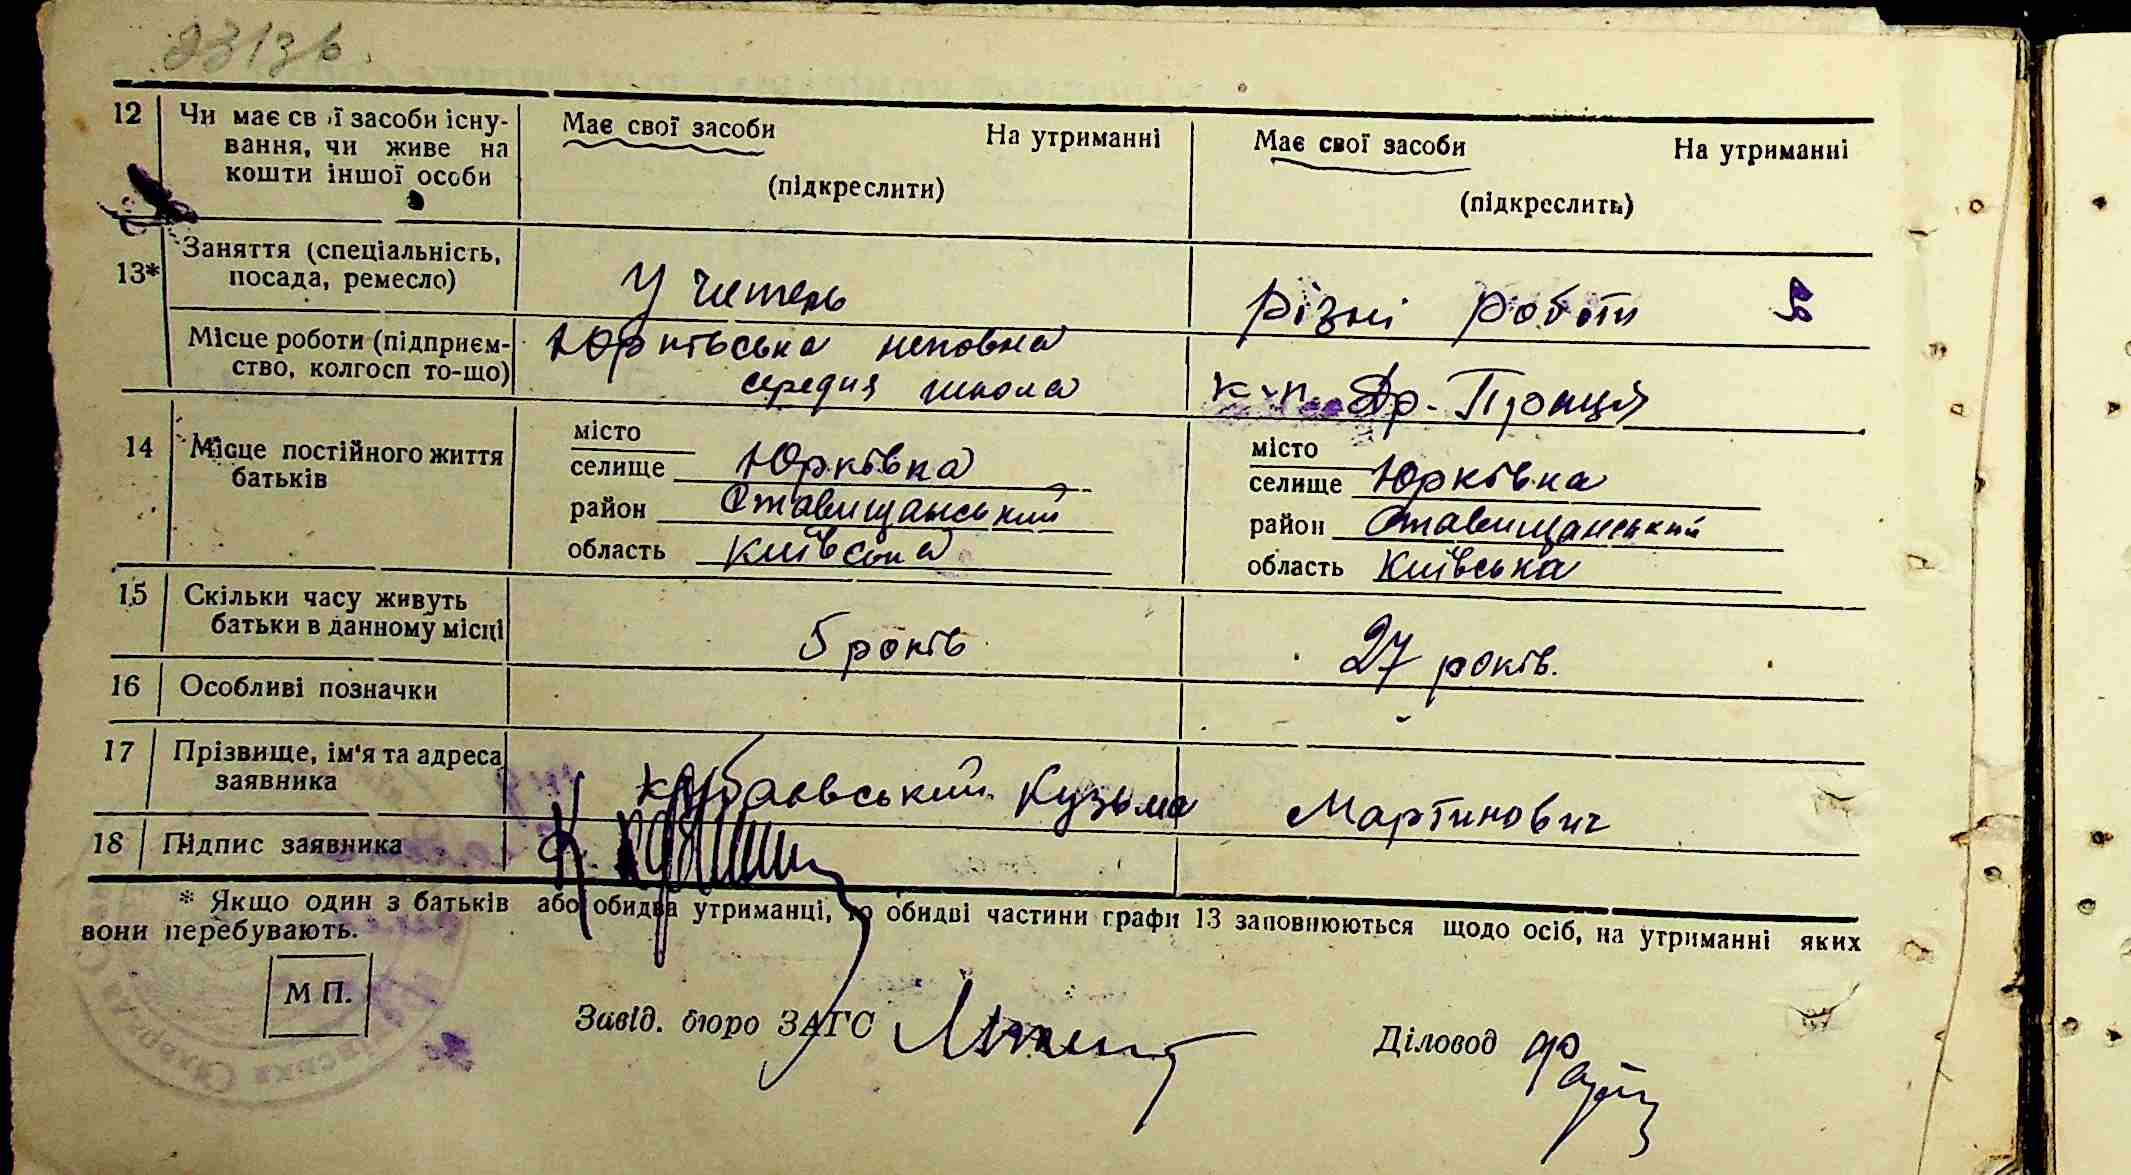 12 Чи має св ї засоби існу- Має свої засоби На утриманні Має свої засоби На утриманні
вання, чи живе на
кошти іншої особи (підкреслити) (підкреслить)
13* Заняття (спеціальність,
посада, ремесло) Учитель Різні роботи
Місце роботи (підприєм- Юрківська неповна
ство, колгосп то-що) середня школа к-п
14 Місце постійного життя місто місто
батьків селище Юрківка селище Юрківка
район Ставищанський район Ставищанський
область Київська область Київська
15 Скільки часу живуть
батьки в данному місці 5 років 27 років.
16 Особливі позначки
17 Прізвище, ім'я та адреса
заявника Кузьма Мартинович
18 Підпис заявника
* Якщо один з батьків або обидва утриманці, то обидві частини графи 13 заповнюються щодо осіб, на утриманні яких
вони перебувають.
М П.
Завід. бюро ЗАГС Діловод